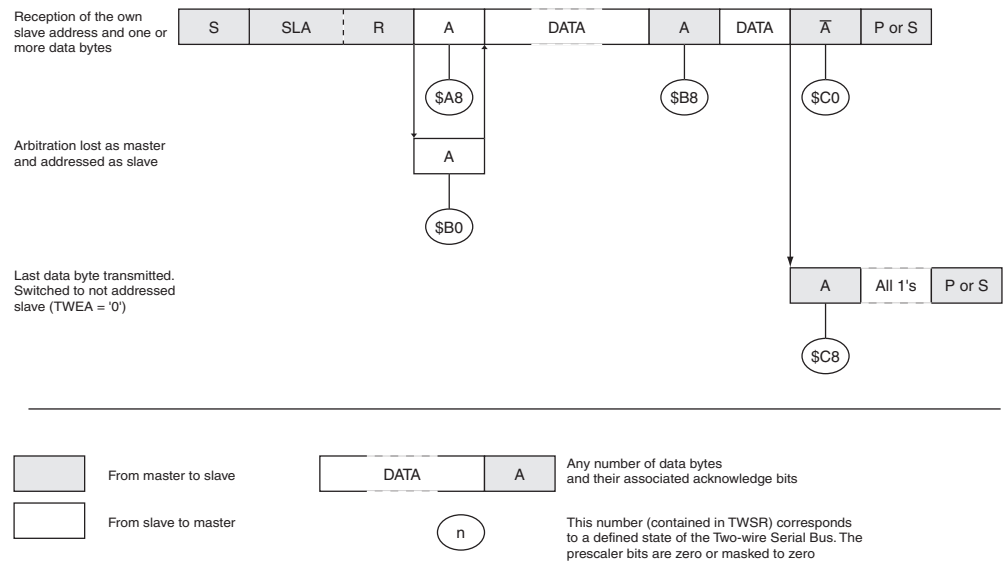 Reception of the own
slave address and one or
more data bytes
S SLA R A DATA A DATA A̅ P or S
$A8 $B8 $C0
Arbitration lost as master
and addressed as slave
A
$B0
Last data byte transmitted.
Switched to not addressed
slave (TWEA = '0')
A All 1's P or S
$C8
From master to slave
From slave to master
DATA A
Any number of data bytes
and their associated acknowledge bits
n
This number (contained in TWSR) corresponds
to a defined state of the Two-wire Serial Bus. The
prescaler bits are zero or masked to zero